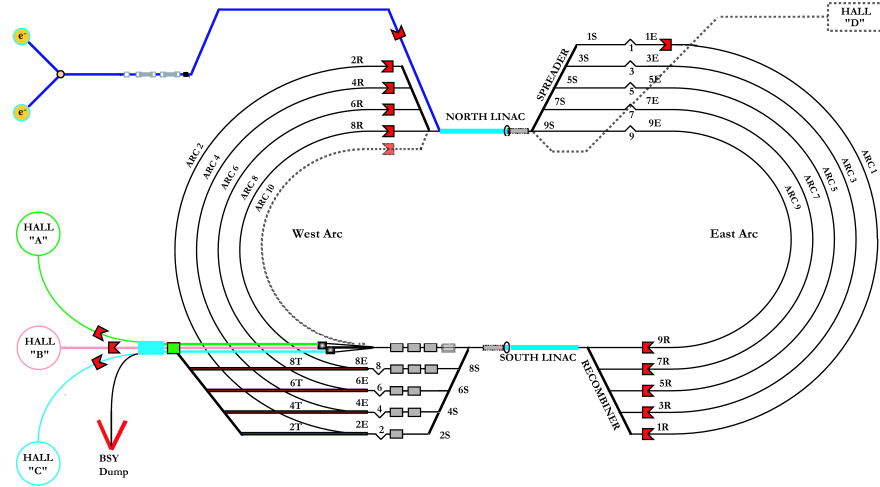 e-
HALL
"D"
2R
4R
6R
8R
1S
3S
5S
7S
9S
1
3
5
7
9
1E
3E
5E
7E
9E
SPREADER
NORTH LINAC
ARC 2
ARC 4
ARC 6
ARC 8
ARC 10
ARC 9
ARC 7
ARC 5
ARC 3
ARC 1
West Arc
East Arc
HALL
"A"
HALL
"B"
HALL
"C"
e-
BSY
Dump
8T
6T
4T
2T
8E
6E
4E
2E
8
6
4
2
8S
6S
4S
2S
SOUTH LINAC
RECOMBINER
9R
7R
5R
3R
1R